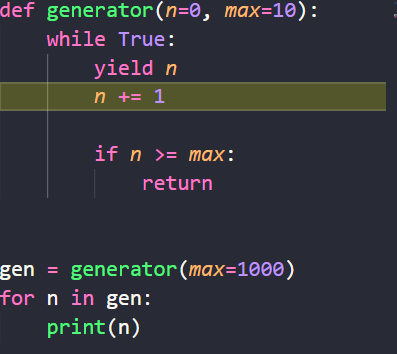 def generator(n=0, max=10):
    while True:
        yield n
        n += 1

        if n >= max:
            return


gen = generator(max=1000)
for n in gen:
    print(n)